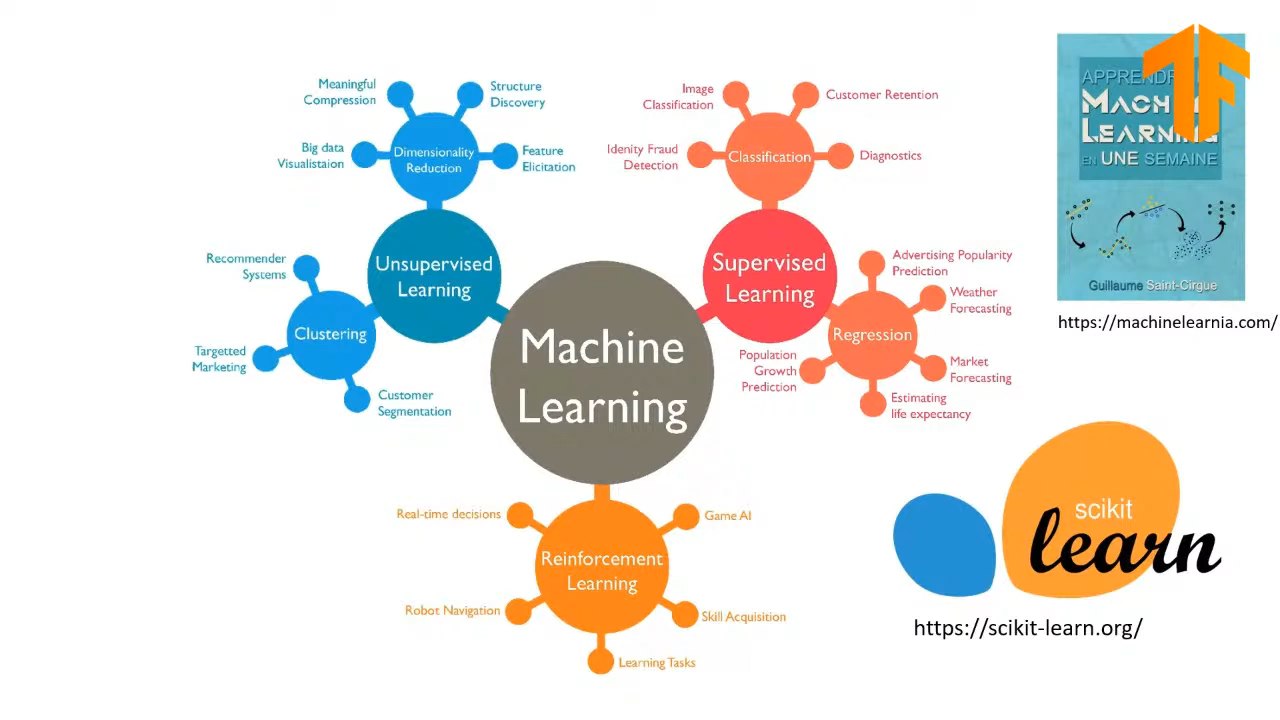 Meaningful
Compression
Structure
Discovery
Big data
Visualistaion
Dimensionality
Reduction
Feature
Elicitation
Recommender
Systems
Unsupervised
Learning
Clustering
Targetted
Marketing
Customer
Segmentation
Image
Classification
Customer Retention
Idenity Fraud
Detection
Classification
Diagnostics
Supervised
Learning
Advertising Popularity
Prediction
Weather
Forecasting
Regression
Population
Growth
Prediction
Market
Forecasting
Estimating
life expectancy
Machine
Learning
Real-time decisions
Game AI
Reinforcement
Learning
Robot Navigation
Skill Acquisition
Learning Tasks
MACHINE
LEARNING
EN UNE SEMAINE
Guillaume Saint-Cirgue
https://machinelearnia.com/
scikit
learn
https://scikit-learn.org/